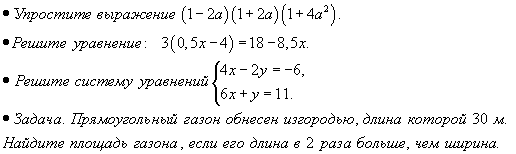 • Упростите выражение (1−2a)(1+2a)(1+4a²).
• Решите уравнение: 3(0,5x−4)=18−8,5x.
• Решите систему уравнений {4x−2y=−6,
6x+y=11.
• Задача. Прямоугольный газон обнесен изгородью, длина которой 30 м.
Найдите площадь газона, если его длина в 2 раза больше, чем ширина.